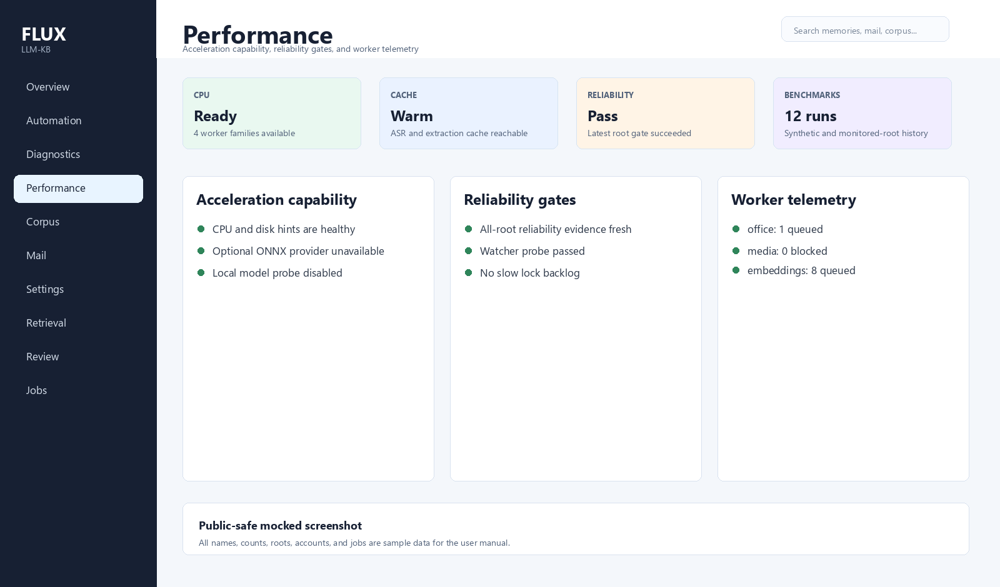 FLUX
LLM-KB
Overview
Automation
Diagnostics
Performance
Corpus
Mail
Settings
Retrieval
Review
Jobs
Performance
Acceleration capability, reliability gates, and worker telemetry
Search memories, mail, corpus...
CPU
Ready
4 worker families available
CACHE
Warm
ASR and extraction cache reachable
RELIABILITY
Pass
Latest root gate succeeded
BENCHMARKS
12 runs
Synthetic and monitored-root history
Acceleration capability
CPU and disk hints are healthy
Optional ONNX provider unavailable
Local model probe disabled
Reliability gates
All-root reliability evidence fresh
Watcher probe passed
No slow lock backlog
Worker telemetry
office: 1 queued
media: 0 blocked
embeddings: 8 queued
Public-safe mocked screenshot
All names, counts, roots, accounts, and jobs are sample data for the user manual.